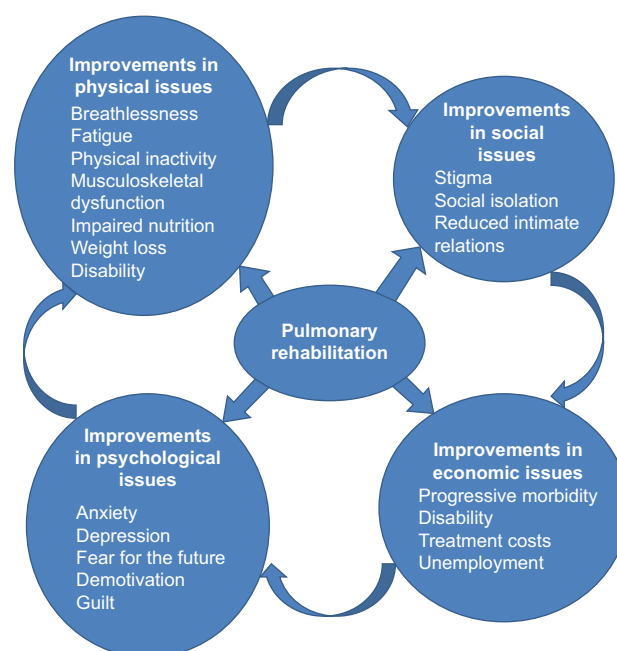 Improvements in
physical issues
Breathlessness
Fatigue
Physical inactivity
Musculoskeletal
dysfunction
Impaired nutrition
Weight loss
Disability
Improvements
in social
issues
Stigma
Social isolation
Reduced intimate
relations
Pulmonary
rehabilitation
Improvements
in psychological
issues
Anxiety
Depression
Fear for the future
Demotivation
Guilt
Improvements in
economic issues
Progressive morbidity
Disability
Treatment costs
Unemployment